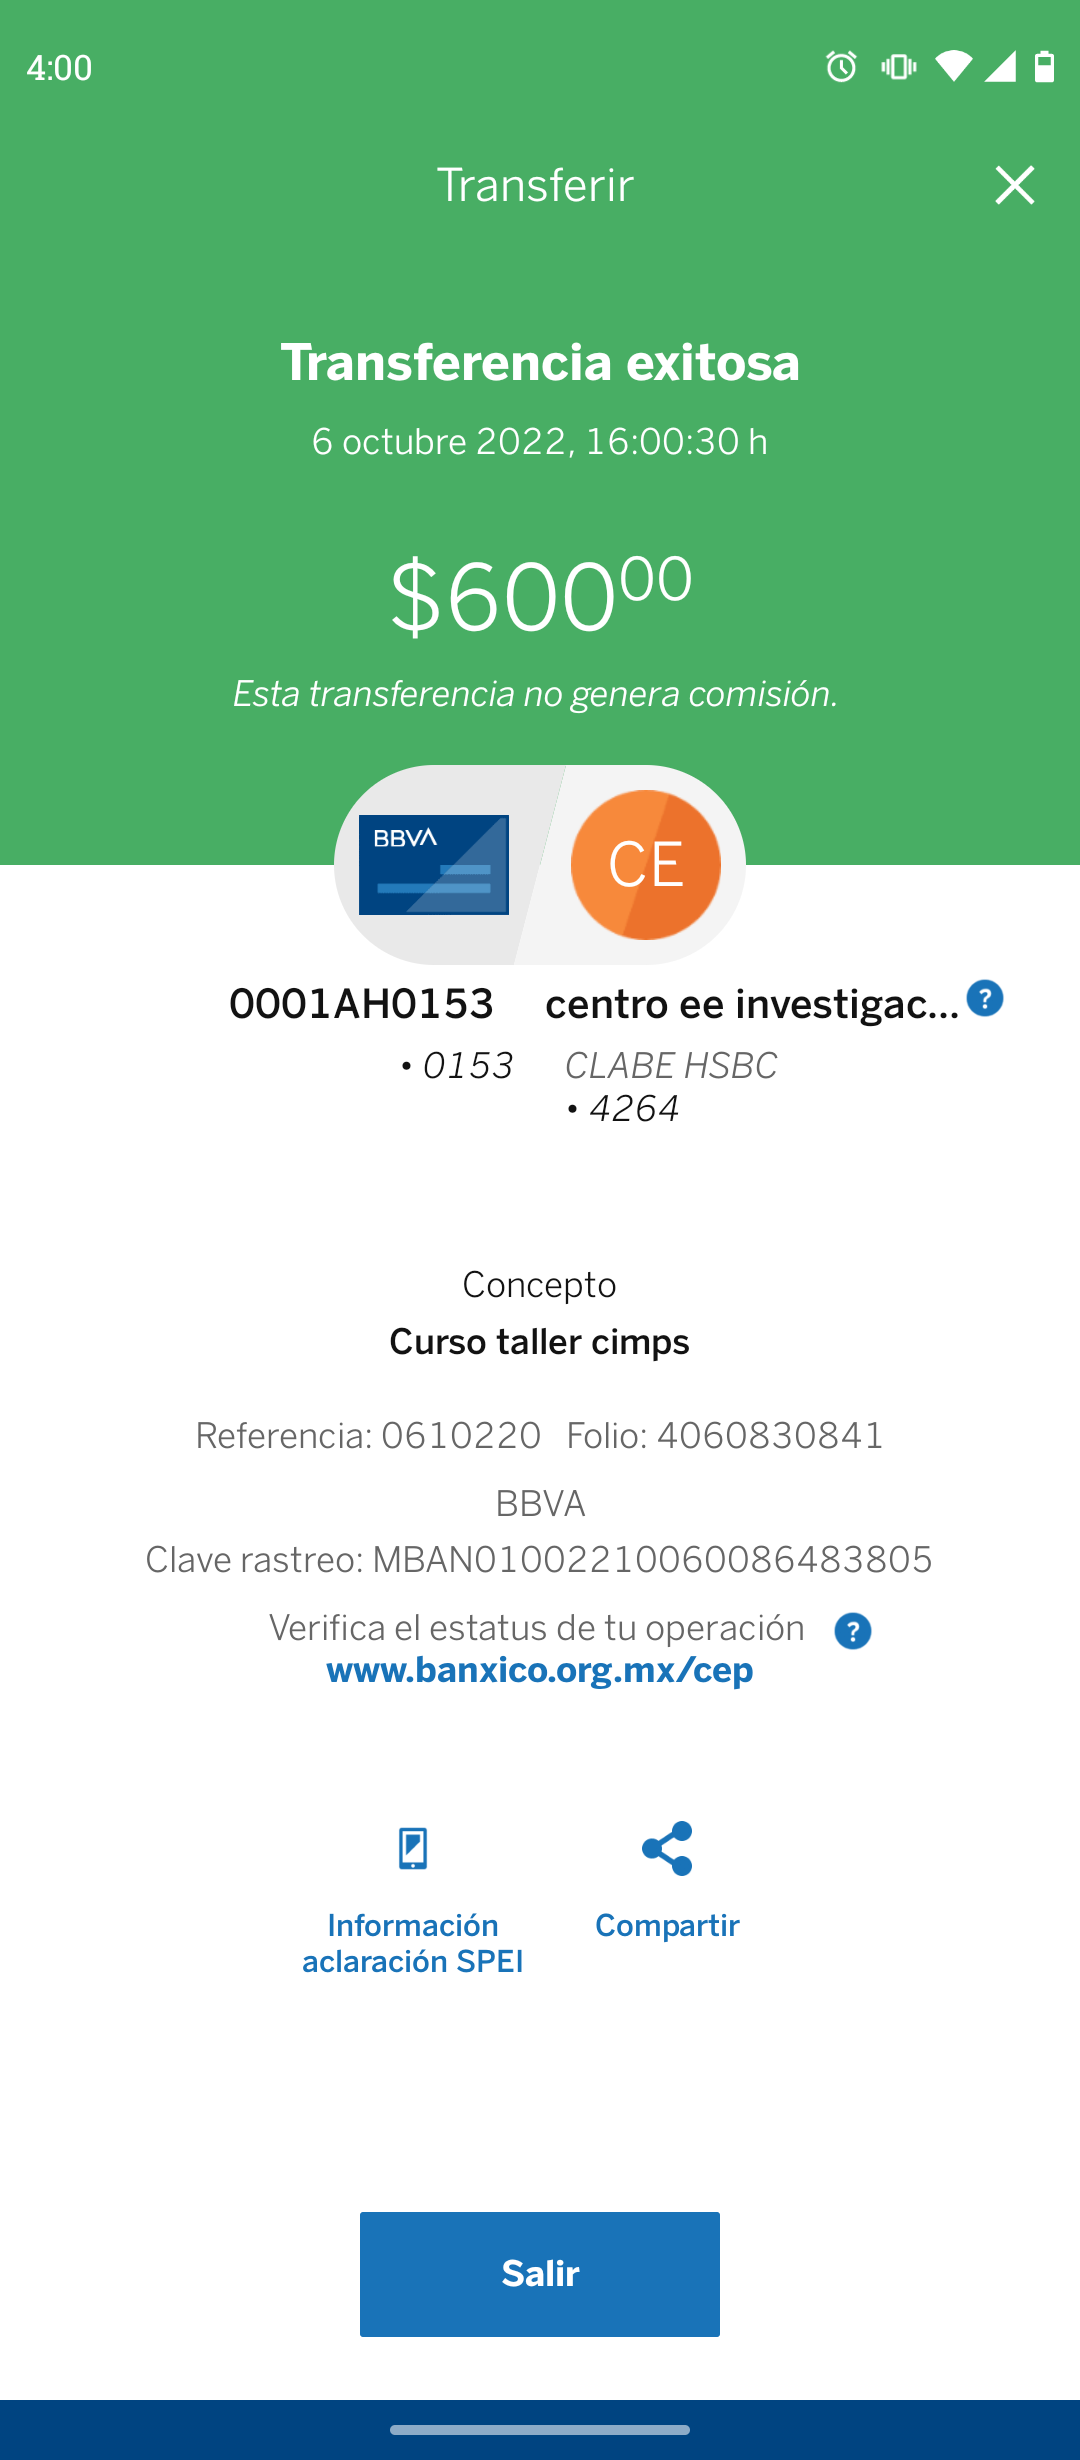 4:00
Transferir
Transferencia exitosa
6 octubre 2022, 16:00:30 h
$600 00
Esta transferencia no genera comisión.
BBVA
CE
0001AH0153
centro ee investigac... ?
• 0153
CLABE HSBC
• 4264
Concepto
Curso taller cimps
Referencia: 0610220 Folio: 4060830841
BBVA
Clave rastreo: MBAN01002210060086483805
Verifica el estatus de tu operación ?
www.banxico.org.mx/cep
Información
aclaración SPEI
Compartir
Salir